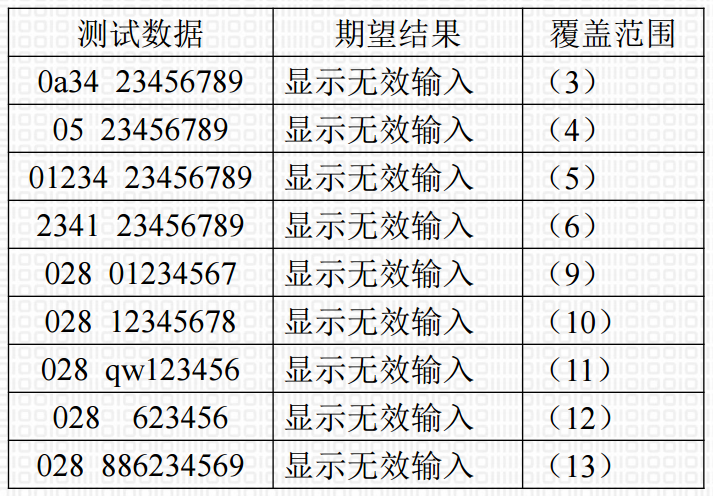 测试数据 期望结果 覆盖范围
0a34 23456789 显示无效输入 （3）
05 23456789 显示无效输入 （4）
01234 23456789 显示无效输入 （5）
2341 23456789 显示无效输入 （6）
028 01234567 显示无效输入 （9）
028 12345678 显示无效输入 （10）
028 qw123456 显示无效输入 （11）
028 623456 显示无效输入 （12）
028 886234569 显示无效输入 （13）